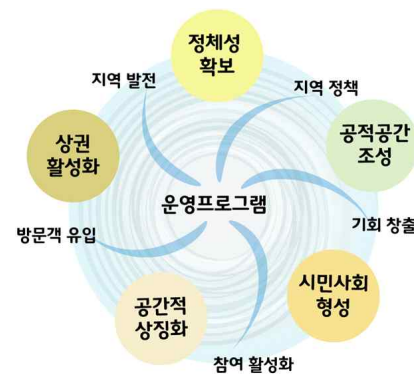 정체성
확보
지역 발전
지역 정책
상권
활성화
공적공간
조성
운영프로그램
방문객 유입
기회 창출
공간적
상징화
시민사회
형성
참여 활성화